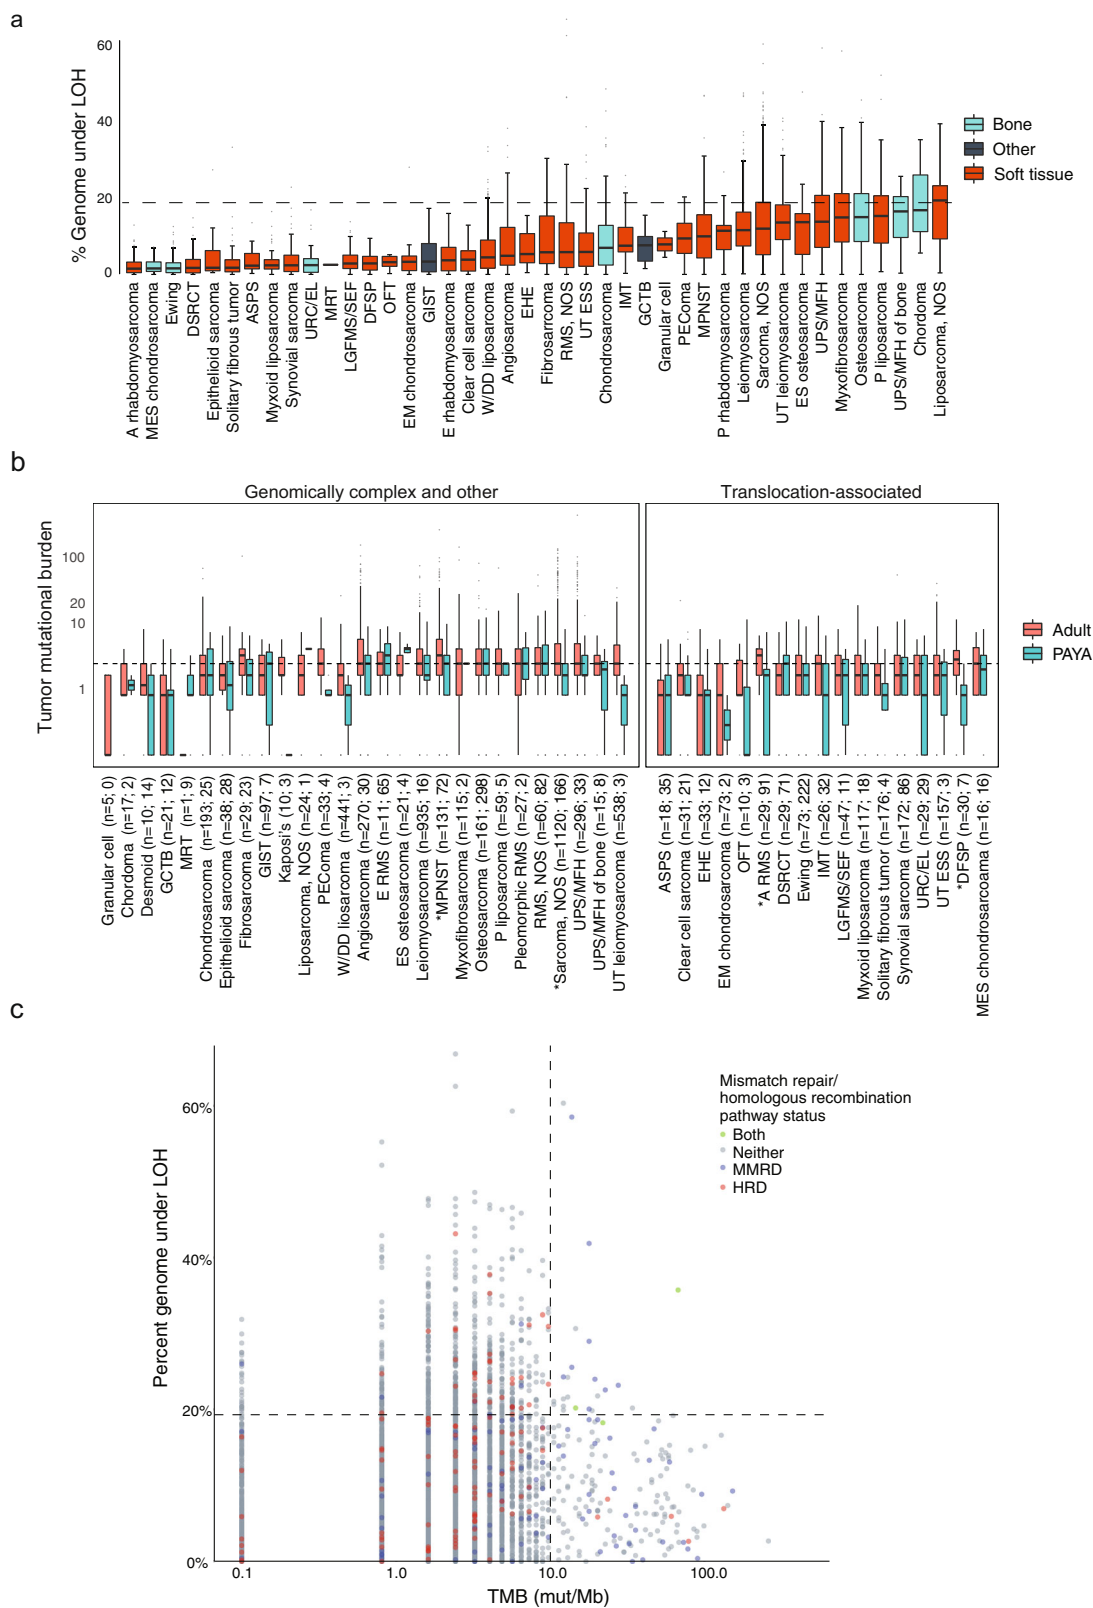 a
% Genome under LOH
60
40
20
0
Bone
Other
Soft tissue
A rhabdomyosarcoma
MES chondrosarcoma
Ewing
DSRCT
Epithelioid sarcoma
Solitary fibrous tumor
ASPS
Myxoid liposarcoma
Synovial sarcoma
URC/EL
MRT
LGFMS/SEF
DFSP
OFT
EM chondrosarcoma
GIST
E rhabdomyosarcoma
Clear cell sarcoma
W/DD liposarcoma
Angiosarcoma
EHE
Fibrosarrcoma
RMS, NOS
UT ESS
Chondrosarcoma
IMT
GCTB
Granular cell
PEComa
MPNST
P rhabdomyosarcoma
Leiomyosarcoma
Sarcoma, NOS
UT leiomyosarcoma
ES osteosarcoma
UPS/MFH
Myxofibrosarcoma
Osteosarcoma
P liposarcoma
UPS/MFH of bone
Chordoma
Liposarcoma, NOS
b
Genomically complex and other
Translocation-associated
Tumor mutational burden
100
20
10
1
Adult
PAYA
Granular cell (n=5; 0)
Chordoma (n=17; 2)
Desmoid (n=10; 14)
GCTB (n=21; 12)
MRT (n=1; 9)
Chondrosarcoma (n=193; 25)
Epithelioid sarcoma (n=38; 28)
Fibrosarcoma (n=29; 23)
GIST (n=97; 7)
Kaposi's (n=10; 3)
Liposarcoma, NOS (n=24; 1)
PEComa (n=33; 4)
W/DD liosarcoma (n=441; 3)
Angiosarcoma (n=270; 30)
E RMS (n=11; 65)
ES ostesarcoma (n=21; 4)
Leiomyosarcoma (n=935; 16)
*MPNST (n=131; 72)
Myxofibrosarcoma (n=115; 2)
Osteosarcoma (n=161; 298)
P liposarcoma (n=59; 5)
Pleomorphic RMS (n=27; 2)
RMS, NOS (n=60; 82)
*Sarcoma, NOS (n=1120; 166)
UPS/MFH (n=296; 33)
UPS/MFH of bone (n=15; 8)
UT leiomyosarcoma (n=538; 3)
ASPS (n=18; 35)
Clear cell sarcoma (n=31; 21)
EHE (n=33; 12)
EM chondrosarcoma (n=73; 2)
OFT (n=10; 3)
*A RMS (n=29; 91)
DSRCT (n=29; 71)
Ewing (n=73; 222)
IMT (n=26; 32)
LGFMS/SEF (n=47; 11)
Myxoid liposarcoma (n=117; 18)
Solitary fibrous tumor (n=176; 4)
Synovial sarcoma (n=172; 86)
URC/EL (n=29; 29)
UT ESS (n=157; 3)
*DFSP (n=30; 7)
MES chondrosarcoama (n=16; 16)
c
Percent genome under LOH
60%
40%
20%
0%
Mismatch repair/
homologous recombination
pathway status
Both
Neither
MMRD
HRD
0.1
1.0
10.0
100.0
TMB (mut/Mb)